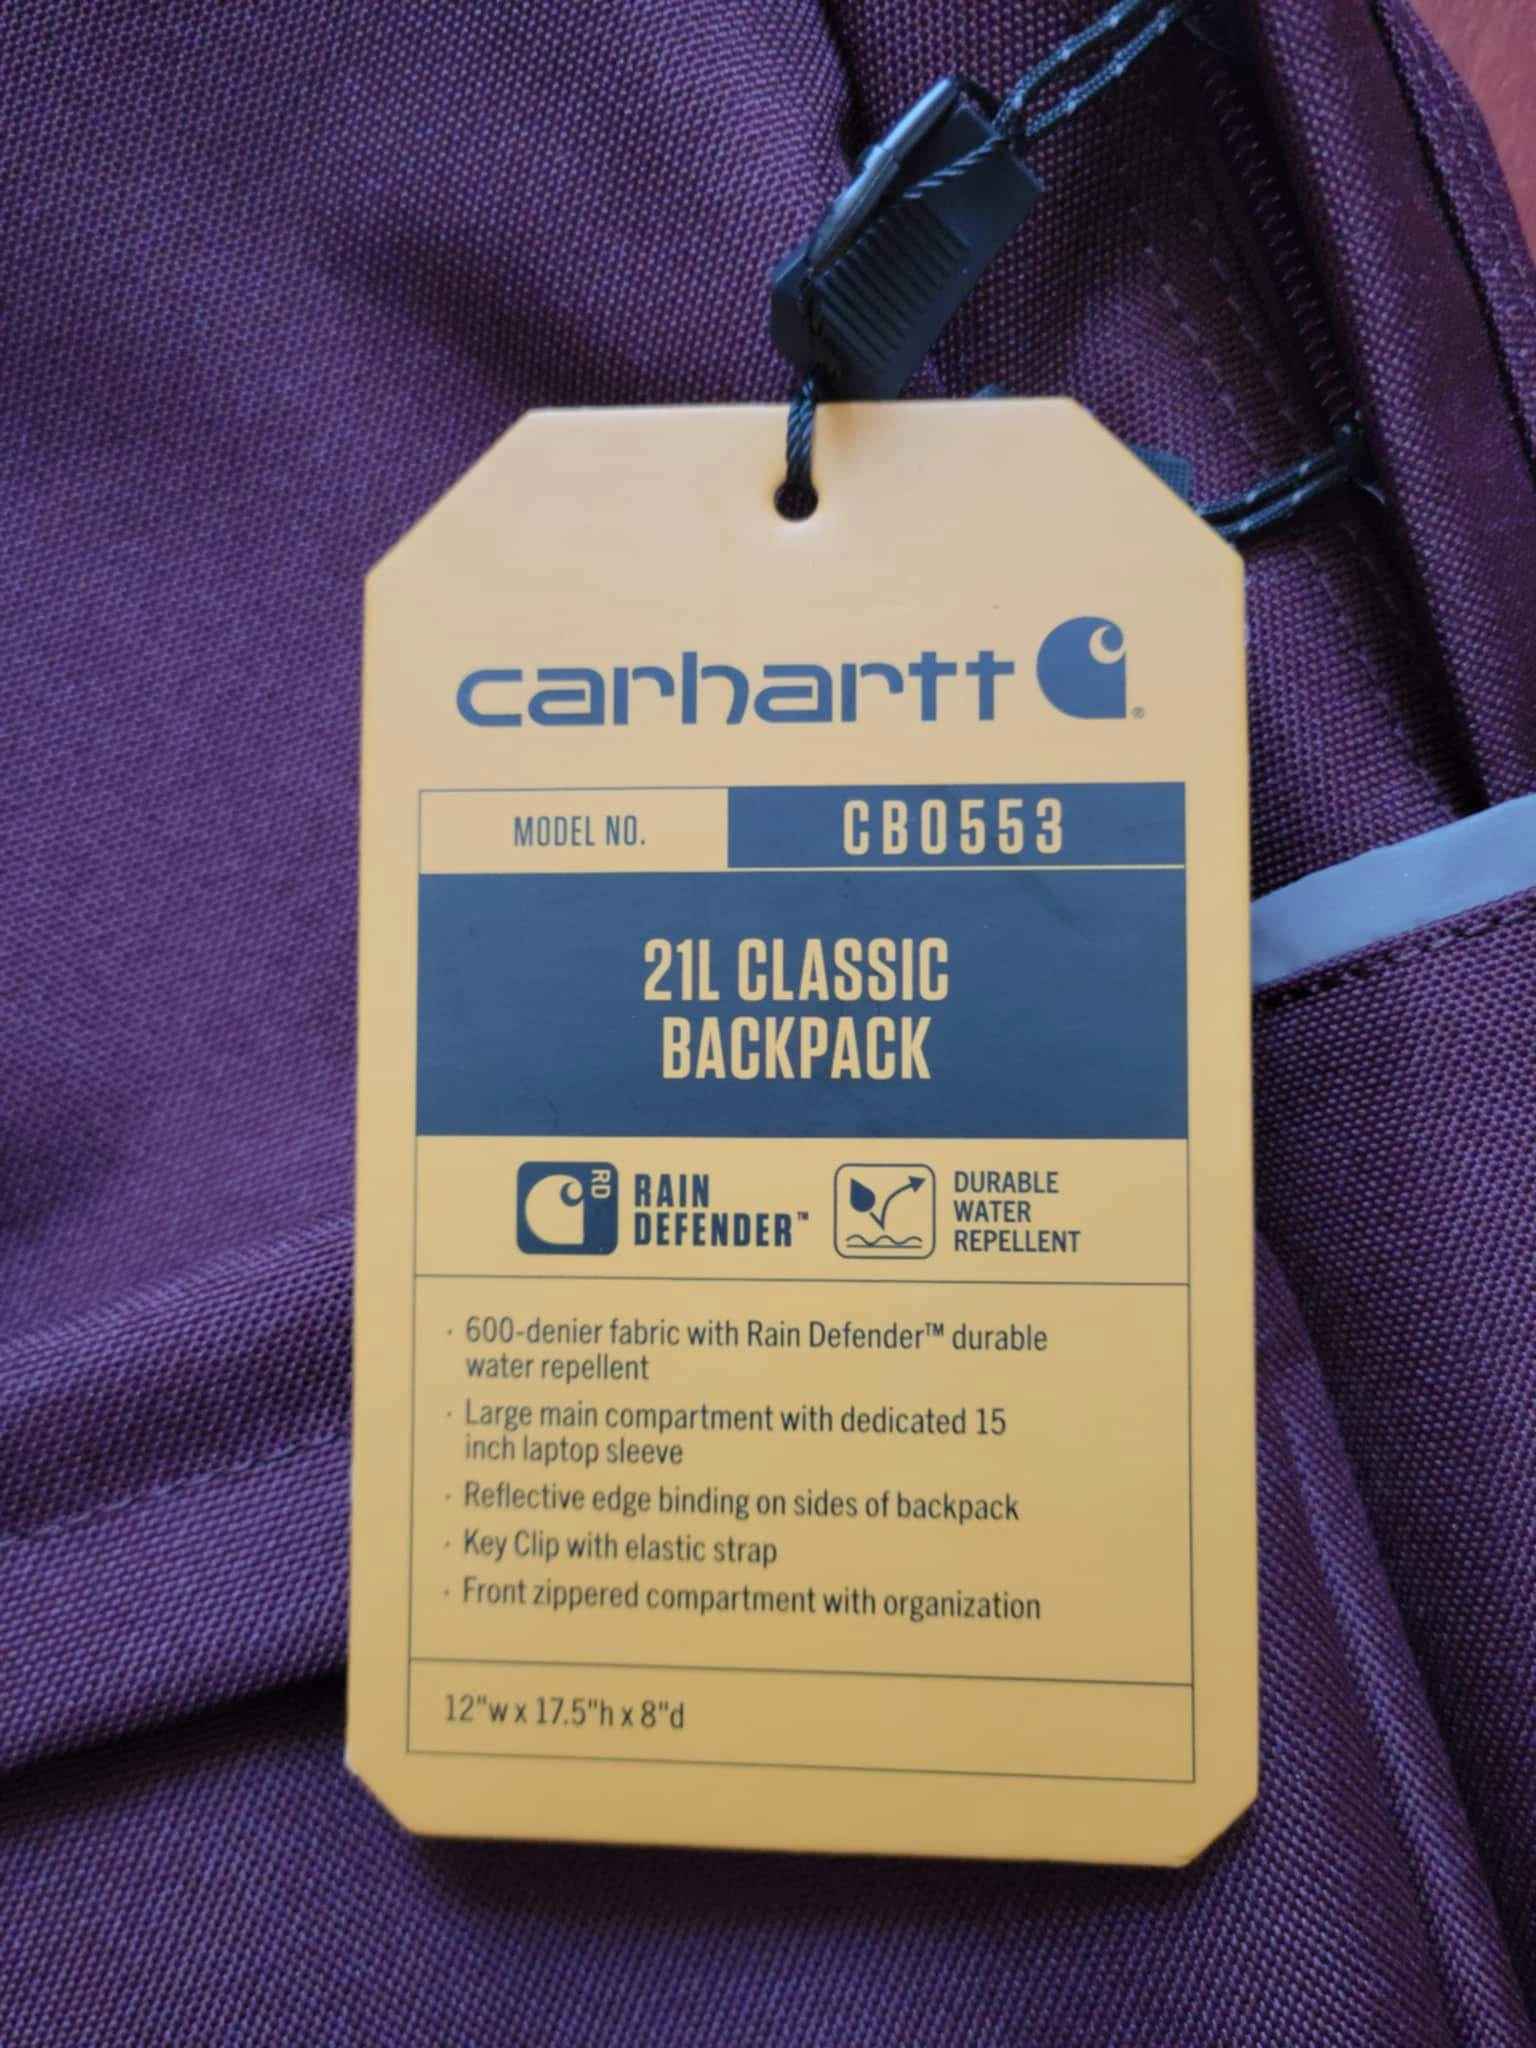 carhartt ®
MODEL NO. CB0553
21L CLASSIC
BACKPACK
RD
RAIN
DEFENDER™
DURABLE
WATER
REPELLENT
· 600-denier fabric with Rain Defender™ durable
water repellent
· Large main compartment with dedicated 15
inch laptop sleeve
· Reflective edge binding on sides of backpack
· Key Clip with elastic strap
· Front zippered compartment with organization
12"w x 17.5"h x 8"d